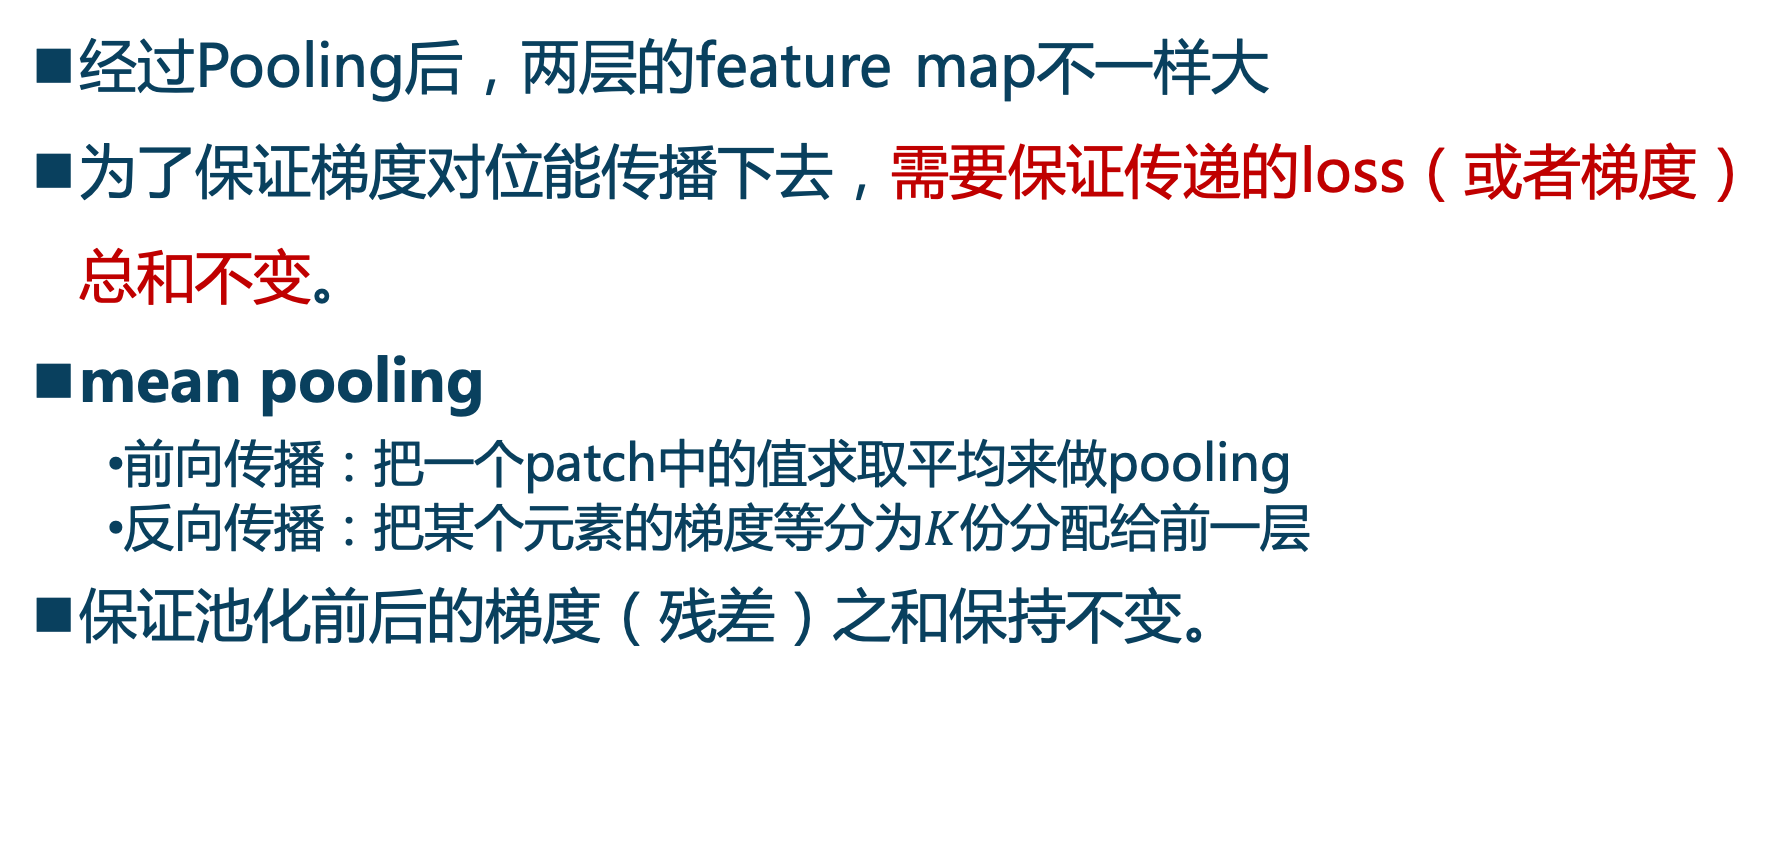 ■经过Pooling后，两层的feature map不一样大
■为了保证梯度对位能传播下去，需要保证传递的loss（或者梯度）
总和不变。
■mean pooling
•前向传播：把一个patch中的值求取平均来做pooling
•反向传播：把某个元素的梯度等分为K份分配给前一层
■保证池化前后的梯度（残差）之和保持不变。